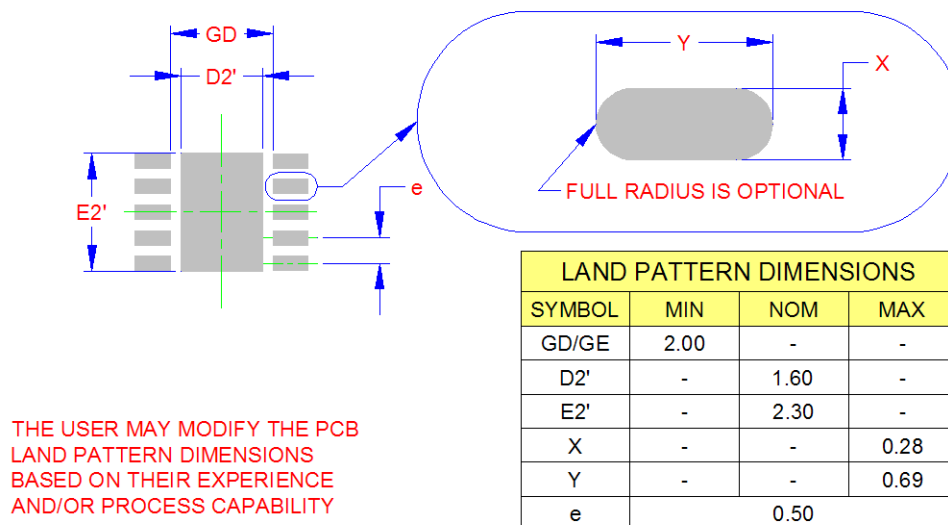 GD
D2'
E2'
e
Y
X
FULL RADIUS IS OPTIONAL
LAND PATTERN DIMENSIONS
SYMBOL MIN NOM MAX
GD/GE 2.00 - -
D2' - 1.60 -
E2' - 2.30 -
X - - 0.28
Y - - 0.69
e 0.50
THE USER MAY MODIFY THE PCB
LAND PATTERN DIMENSIONS
BASED ON THEIR EXPERIENCE
AND/OR PROCESS CAPABILITY